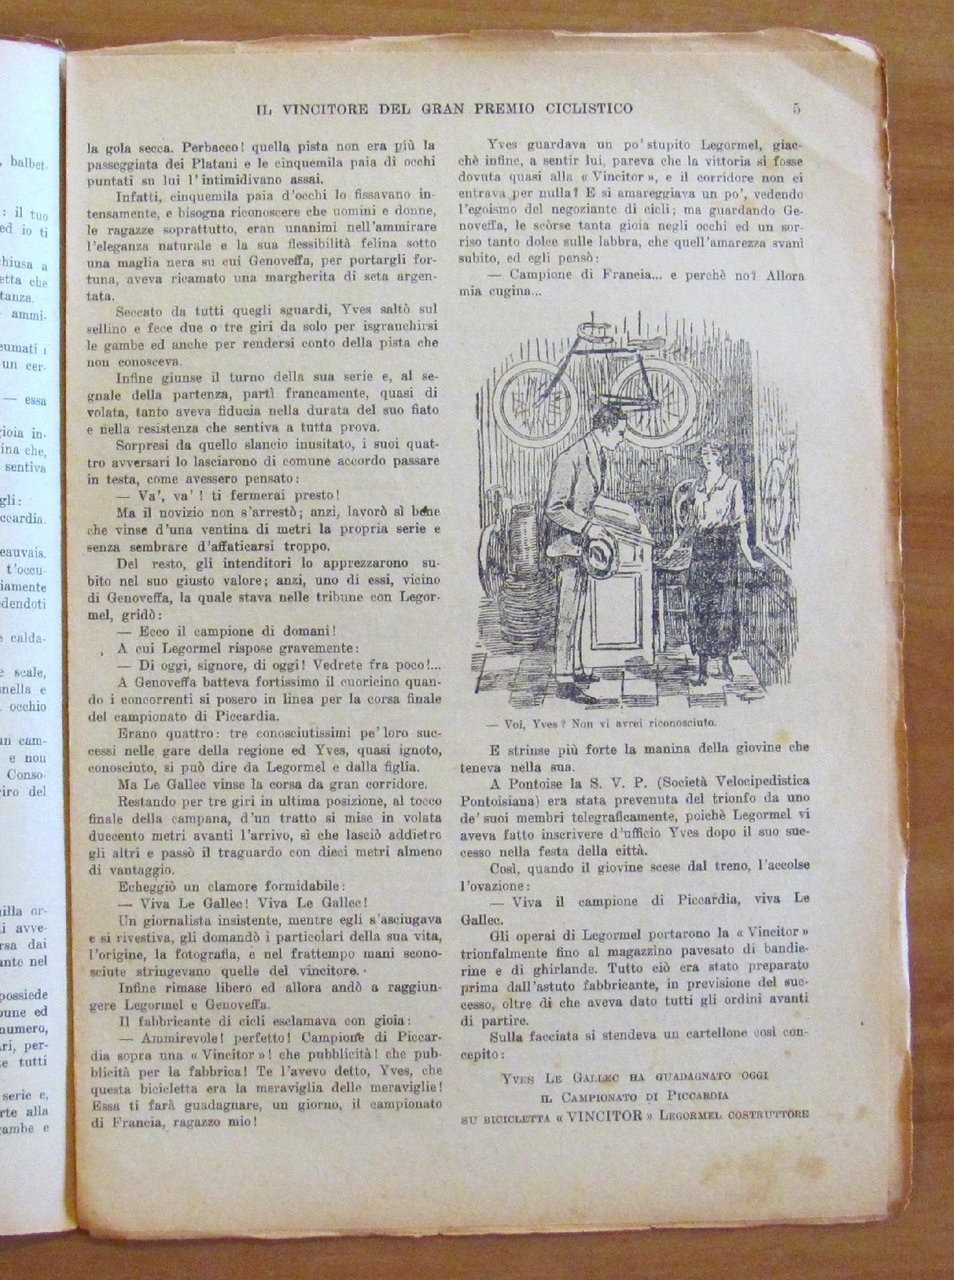 IL VINCITORE DEL GRAN PREMIO CICLISTICO 5
la gola secca. Perbacco! quella pista non era più la
passeggiata dei Platani e le cinquemila paia di occhi
puntati su lui l'intimidivano assai.
Infatti, cinquemila paia d'occhi lo fissavano in-
tensamente, e bisogna riconoscere che uomini e donne,
le ragazze soprattutto, eran unanimi nell'ammirare
l'eleganza naturale e la sua flessibilità felina sotto
una maglia nera su cui Genoveffa, per portargli for-
tuna, aveva ricamato una margherita di seta argen-
tata.
Seccato da tutti quegli sguardi, Yves saltò sul
sellino e fece due o tre giri da solo per isgranchirsi
le gambe ed anche per rendersi conto della pista che
non conosceva.
Infine giunse il turno della sua serie e, al se-
gnale della partenza, partì francamente, quasi di
volata, tanto aveva fiducia nella durata del suo fiato
e nella resistenza che sentiva a tutta prova.
Sorpresi da quello slancio inusitato, i suoi quat-
tro avversari lo lasciarono di comune accordo passare
in testa, come avessero pensato:
— Va', va'! ti fermerai presto!
Ma il novizio non s'arrestò; anzi, lavorò sì bene
che vinse d'una ventina di metri la propria serie e
senza sembrare d'affaticarsi troppo.
Del resto, gli intenditori lo apprezzarono su-
bito nel suo giusto valore; anzi, uno di essi, vicino
di Genoveffa, la quale stava nelle tribune con Legor-
mel, gridò:
— Ecco il campione di domani!
A cui Legormel rispose gravemente:
— Di oggi, signore, di oggi! Vedrete fra poco!...
A Genoveffa batteva fortissimo il cuoricino quan-
do i concorrenti si posero in linea per la corsa finale
del campionato di Piccardia.
Erano quattro: tre conosciutissimi pe' loro suc-
cessi nelle gare della regione ed Yves, quasi ignoto,
conosciuto, si può dire da Legormel e dalla figlia.
Ma Le Gallec vinse la corsa da gran corridore.
Restando per tre giri in ultima posizione, al tocco
finale della campana, d'un tratto si mise in volata
duecento metri avanti l'arrivo, sì che lasciò addietro
gli altri e passò il traguardo con dieci metri almeno
di vantaggio.
Echeggiò un clamore formidabile:
— Viva Le Gallec! Viva Le Gallec!
Un giornalista insistente, mentre egli s'asciugava
e si rivestiva, gli domandò i particolari della sua vita,
l'origine, la fotografia, e nel frattempo mani scono-
sciute stringevano quelle del vincitore.
Infine rimase libero ed allora andò a raggiun-
gere Legormel e Genoveffa.
Il fabbricante di cicli esclamava con gioia:
— Ammirevole! perfetto! Campione di Piccar-
dia sopra una « Vincitor »! che pubblicità! che pub-
blicità per la fabbrica! Te l'avevo detto, Yves, che
questa bicicletta era la meraviglia delle meraviglie!
Essa ti farà guadagnare, un giorno, il campionato
di Francia, ragazzo mio!
Yves guardava un po' stupito Legormel, giac-
chè infine, a sentir lui, pareva che la vittoria si fosse
dovuta quasi alla « Vincitor », e il corridore non ci
entrava per nulla? E si amareggiava un po', vedendo
l'egoismo del negoziante di cicli; ma guardando Ge-
noveffa, le scòrse tanta gioia negli occhi ed un sor-
riso tanto dolce sulle labbra, che quell'amarezza svanì
subito, ed egli pensò:
— Campione di Francia... e perchè no? Allora
mia cugina...
— Voi, Yves? Non vi avrei riconosciuto.
E strinse più forte la manina della giovine che
teneva nella sua.
A Pontoise la S. V. P. (Società Velocipedistica
Pontoisiana) era stata prevenuta del trionfo da uno
de' suoi membri telegraficamente, poichè Legormel vi
aveva fatto inscrivere d'ufficio Yves dopo il suo suc-
cesso nella festa della città.
Così, quando il giovine scese dal treno, l'accolse
l'ovazione:
— Viva il campione di Piccardia, viva Le
Gallec.
Gli operai di Legormel portarono la « Vincitor »
trionfalmente fino al magazzino pavesato di bandie-
rine e di ghirlande. Tutto ciò era stato preparato
prima dall'astuto fabbricante, in previsione del suc-
cesso, oltre di che aveva dato tutti gli ordini avanti
di partire.
Sulla facciata si stendeva un cartellone così con-
cepito:
YVES LE GALLEC HA GUADAGNATO OGGI
IL CAMPIONATO DI PICCARDIA
SU BICICLETTA « VINCITOR » LEGORMEL COSTRUTTORE